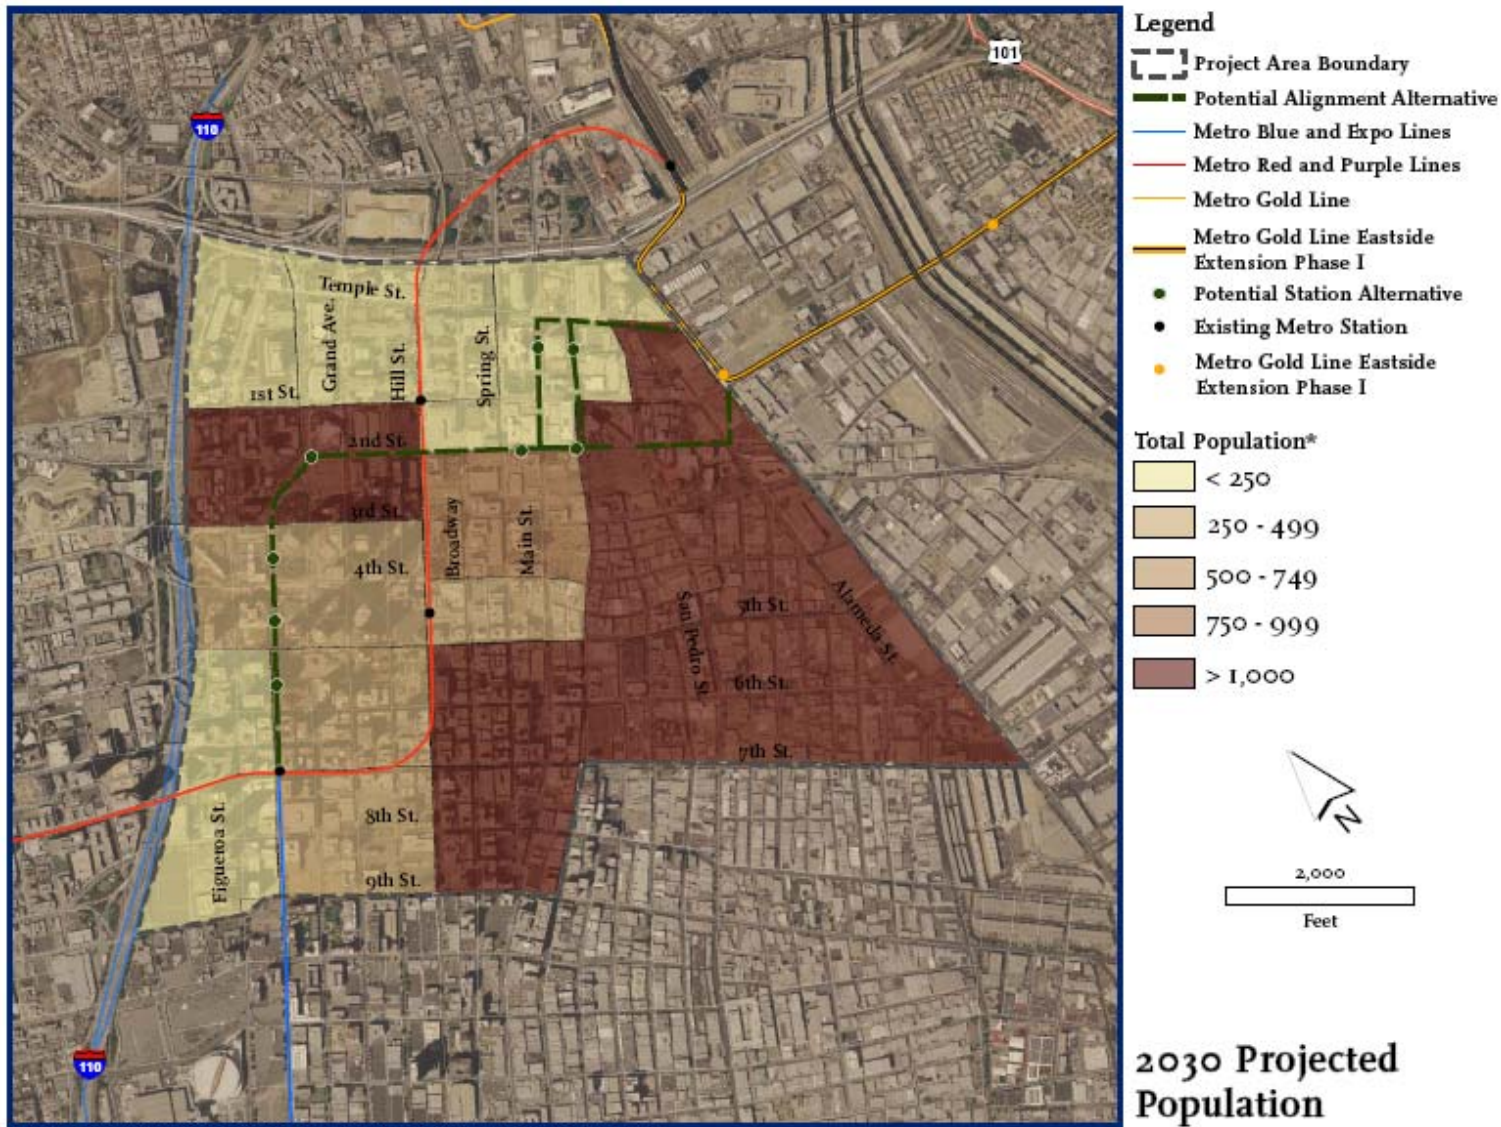 110
101
Temple St.
Grand Ave.
Hill St.
Spring St.
1st St.
2nd St.
3rd St.
Broadway
Main St.
4th St.
5th St.
San Pedro St.
Alameda St.
6th St.
7th St.
8th St.
Figueroa St.
9th St.
110
Legend
Project Area Boundary
Potential Alignment Alternative
Metro Blue and Expo Lines
Metro Red and Purple Lines
Metro Gold Line
Metro Gold Line Eastside
Extension Phase I
Potential Station Alternative
Existing Metro Station
Metro Gold Line Eastside
Extension Phase I
Total Population*
< 250
250 - 499
500 - 749
750 - 999
> 1,000
N
2,000
Feet
2030 Projected
Population